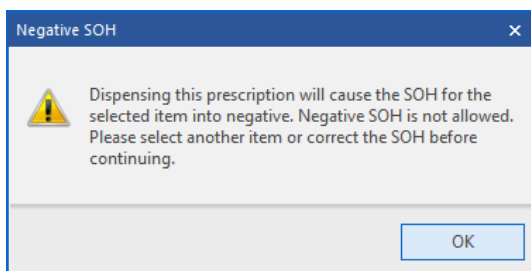 Negative SOH
Dispensing this prescription will cause the SOH for the
selected item into negative. Negative SOH is not allowed.
Please select another item or correct the SOH before
continuing.
OK